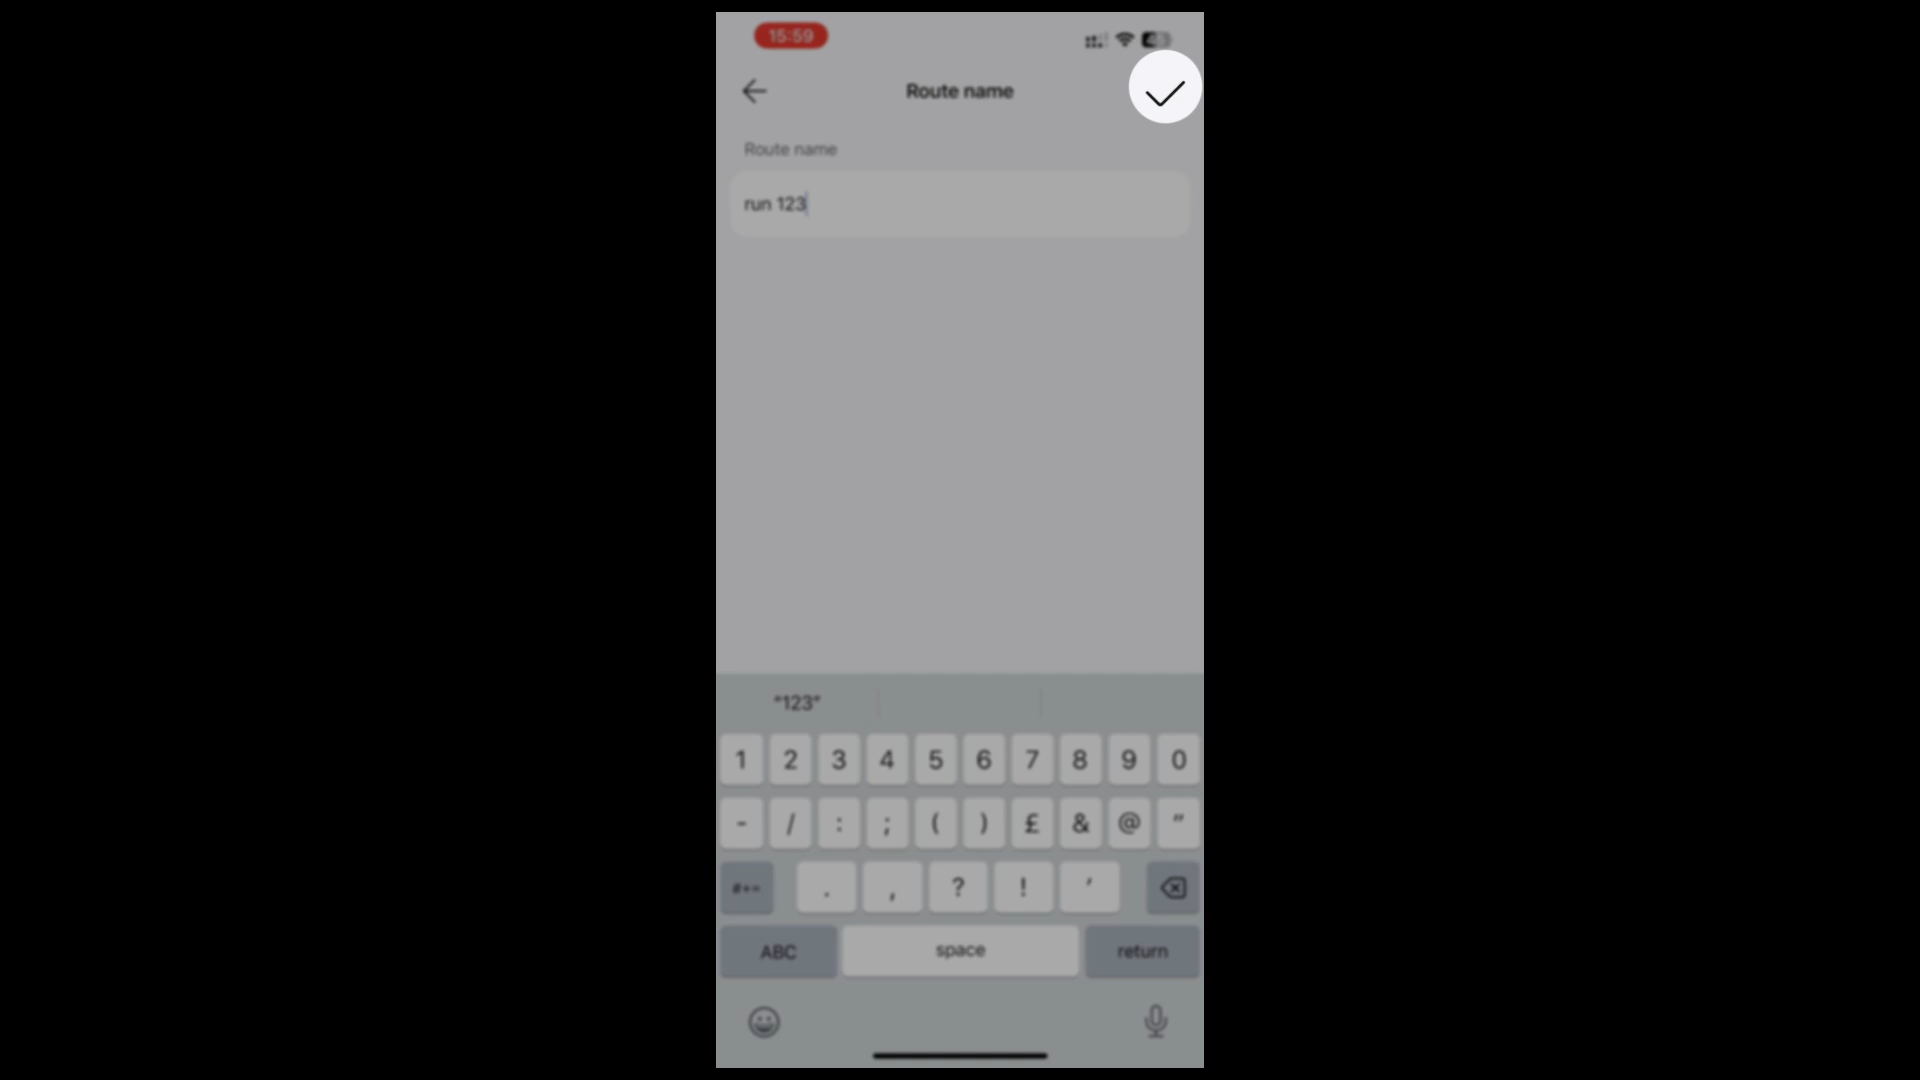 15:59
Route name
Route name
run 123
"123"
1 2 3 4 5 6 7 8 9 0
- / : ; ( ) £ & @ "
#+= . , ? ! '
ABC space return